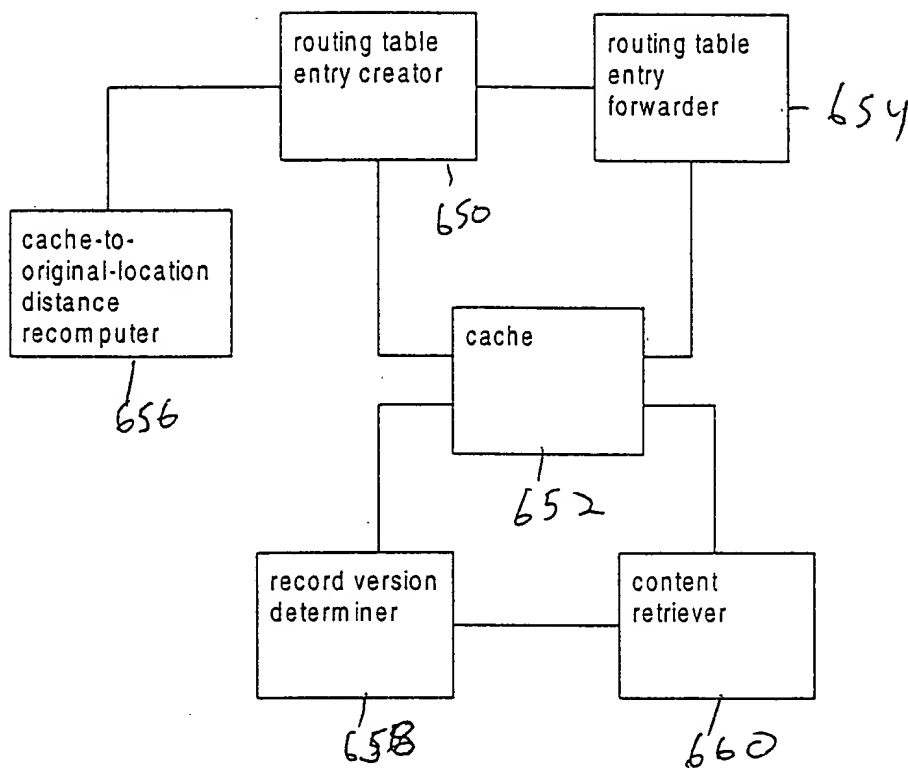 routing table
entry creator
routing table
entry
forwarder
654
650
cache-to-
original-location
distance
recomputer
656
cache
652
record version
determiner
content
retriever
658
660